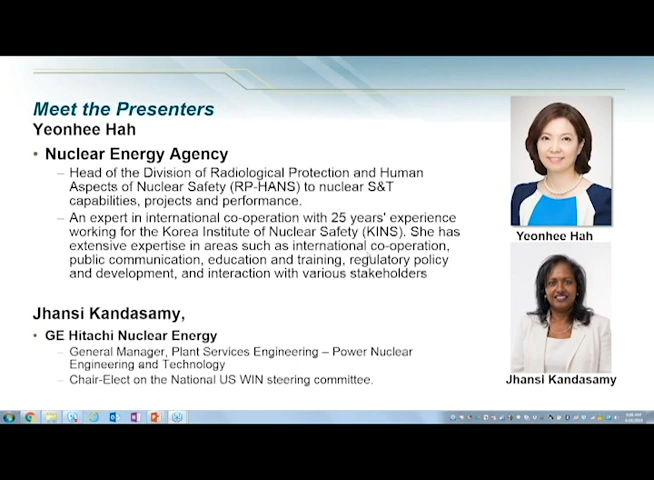 Meet the Presenters
Yeonhee Hah
• Nuclear Energy Agency
– Head of the Division of Radiological Protection and Human
Aspects of Nuclear Safety (RP-HANS) to nuclear S&T
capabilities, projects and performance.
– An expert in international co-operation with 25 years' experience
working for the Korea Institute of Nuclear Safety (KINS). She has
extensive expertise in areas such as international co-operation,
public communication, education and training, regulatory policy
and development, and interaction with various stakeholders
Yeonhee Hah
Jhansi Kandasamy,
• GE Hitachi Nuclear Energy
– General Manager, Plant Services Engineering – Power Nuclear
Engineering and Technology
– Chair-Elect on the National US WIN steering committee.
Jhansi Kandasamy